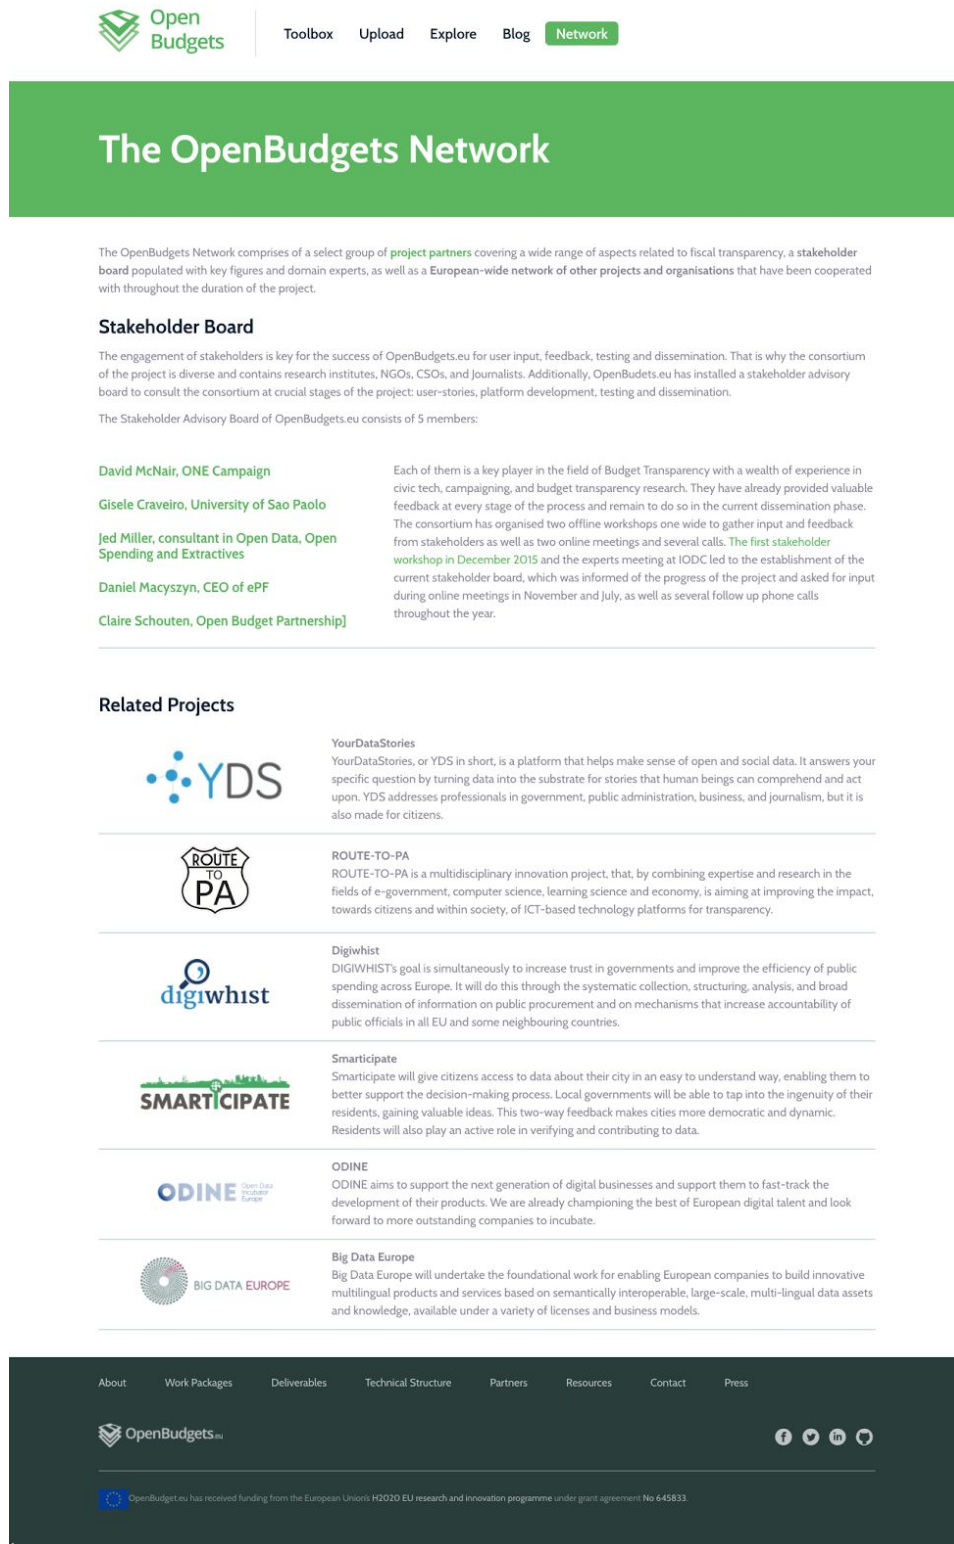 Open
Budgets
Toolbox Upload Explore Blog Network
The OpenBudgets Network
The OpenBudgets Network comprises of a select group of project partners covering a wide range of aspects related to fiscal transparency, a stakeholder
board populated with key figures and domain experts, as well as a European-wide network of other projects and organisations that have been cooperated
with throughout the duration of the project.
Stakeholder Board
The engagement of stakeholders is key for the success of OpenBudgets.eu for user input, feedback, testing and dissemination. That is why the consortium
of the project is diverse and contains research institutes, NGOs, CSOs, and Journalists. Additionally, OpenBudets.eu has installed a stakeholder advisory
board to consult the consortium at crucial stages of the project: user-stories, platform development, testing and dissemination.
The Stakeholder Advisory Board of OpenBudgets.eu consists of 5 members:
David McNair, ONE Campaign
Gisele Craveiro, University of Sao Paolo
Jed Miller, consultant in Open Data, Open
Spending and Extractives
Daniel Macyszyn, CEO of ePF
Claire Schouten, Open Budget Partnership]
Each of them is a key player in the field of Budget Transparency with a wealth of experience in
civic tech, campaigning, and budget transparency research. They have already provided valuable
feedback at every stage of the process and remain to do so in the current dissemination phase.
The consortium has organised two offline workshops one wide to gather input and feedback
from stakeholders as well as two online meetings and several calls. The first stakeholder
workshop in December 2015 and the experts meeting at IODC led to the establishment of the
current stakeholder board, which was informed of the progress of the project and asked for input
during online meetings in November and July, as well as several follow up phone calls
throughout the year.
Related Projects
YDS
YourDataStories
YourDataStories, or YDS in short, is a platform that helps make sense of open and social data. It answers your
specific question by turning data into the substrate for stories that human beings can comprehend and act
upon. YDS addresses professionals in government, public administration, business, and journalism, but it is
also made for citizens.
ROUTE
TO
PA
ROUTE-TO-PA
ROUTE-TO-PA is a multidisciplinary innovation project, that, by combining expertise and research in the
fields of e-government, computer science, learning science and economy, is aiming at improving the impact,
towards citizens and within society, of ICT-based technology platforms for transparency.
digiwhist
Digiwhist
DIGIWHIST's goal is simultaneously to increase trust in governments and improve the efficiency of public
spending across Europe. It will do this through the systematic collection, structuring, analysis, and broad
dissemination of information on public procurement and on mechanisms that increase accountability of
public officials in all EU and some neighbouring countries.
SMARTICIPATE
Smarticipate
Smarticipate will give citizens access to data about their city in an easy to understand way, enabling them to
better support the decision-making process. Local governments will be able to tap into the ingenuity of their
residents, gaining valuable ideas. This two-way feedback makes cities more democratic and dynamic.
Residents will also play an active role in verifying and contributing to data.
ODINE Open Data
Incubator
Europe
ODINE
ODINE aims to support the next generation of digital businesses and support them to fast-track the
development of their products. We are already championing the best of European digital talent and look
forward to more outstanding companies to incubate.
BIG DATA EUROPE
Big Data Europe
Big Data Europe will undertake the foundational work for enabling European companies to build innovative
multilingual products and services based on semantically interoperable, large-scale, multi-lingual data assets
and knowledge, available under a variety of licenses and business models.
About Work Packages Deliverables Technical Structure Partners Resources Contact Press
OpenBudgets.eu
OpenBudget.eu has received funding from the European Union's H2020 EU research and innovation programme under grant agreement No 645833.